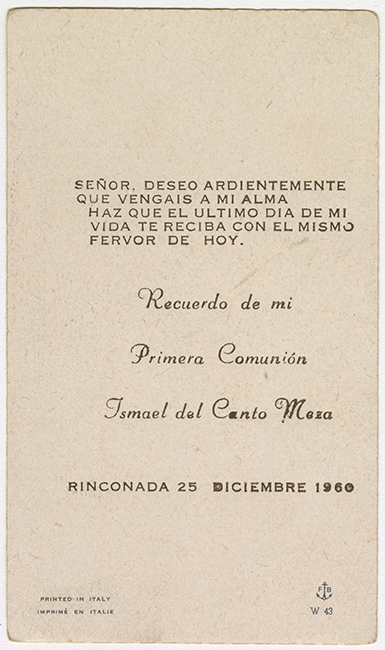 SEÑOR, DESEO ARDIENTEMENTE
QUE VENGAIS A MI ALMA
HAZ QUE EL ULTIMO DIA DE MI
VIDA TE RECIBA CON EL MISMO
FERVOR DE HOY.
Recuerdo de mi
Primera Comunión
Ismael del Canto Meza
RINCONADA 25 DICIEMBRE 1960
PRINTED IN ITALY
IMPRIMÉ EN ITALIE
F B
W 43